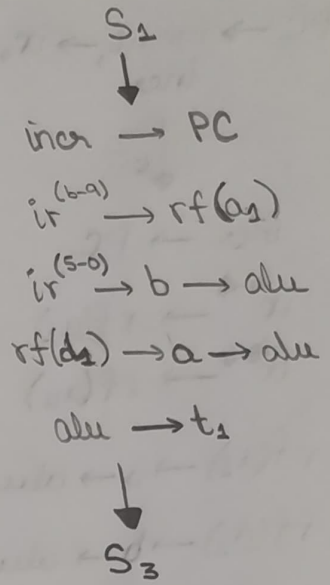 S1
↓
incr → PC
ir(6-9) → rf(a1)
ir(5-0) → b → alu
rf(d1) → a → alu
alu → t1
↓
S3